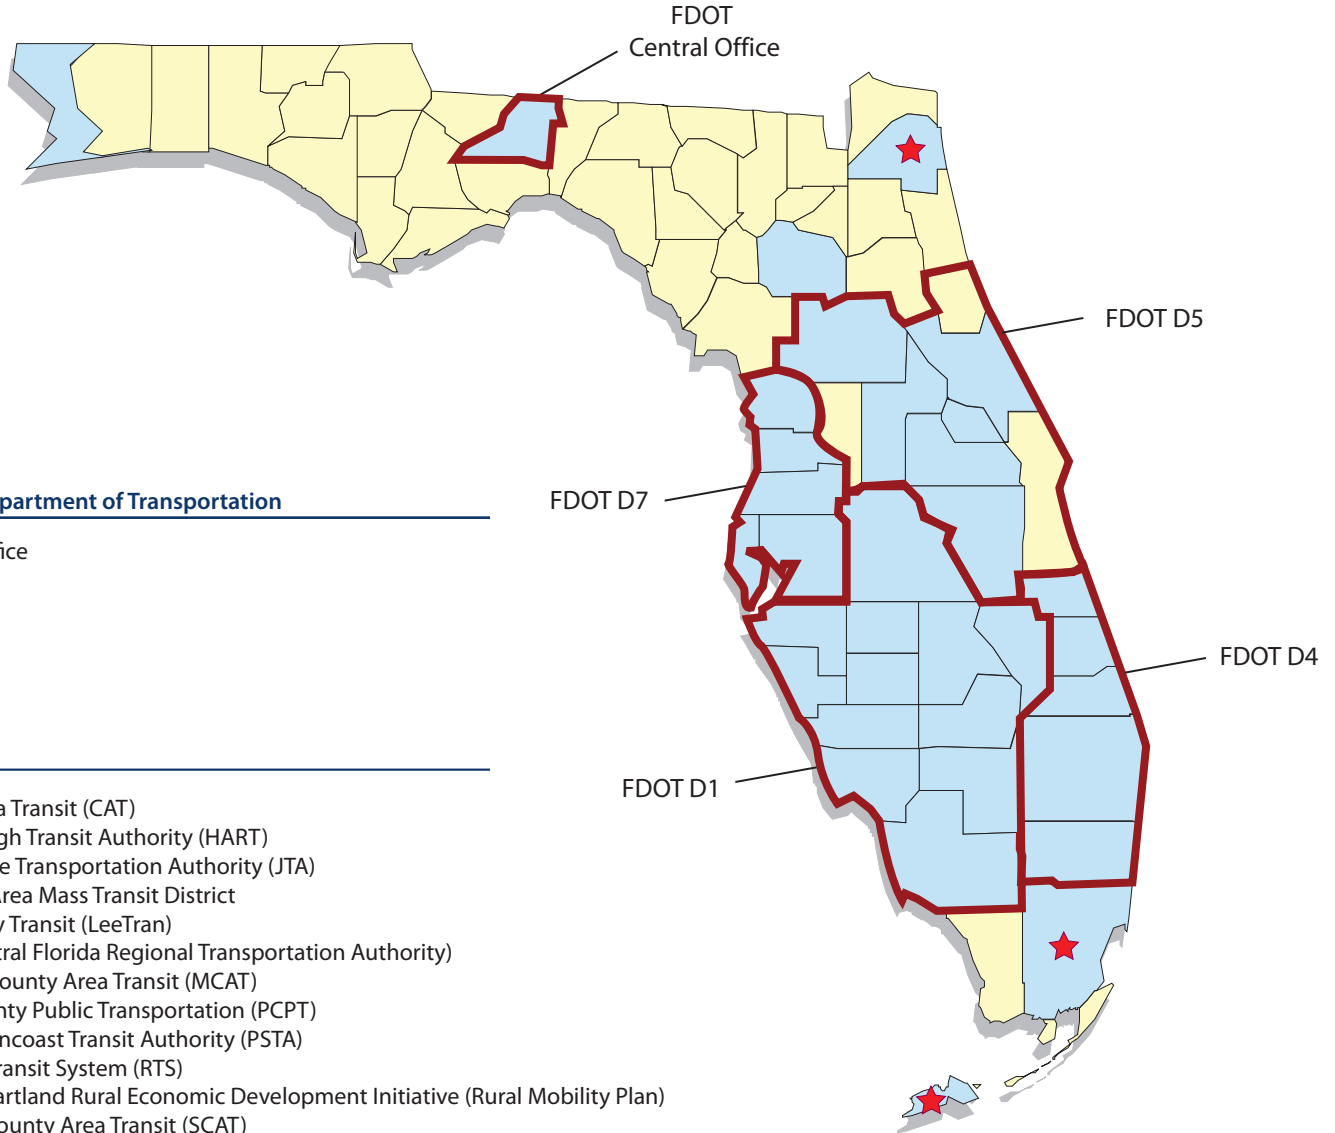 FDOT
Central Office
FDOT D5
FDOT D7
FDOT D4
FDOT D1
partment of Transportation
fice
a Transit (CAT)
gh Transit Authority (HART)
e Transportation Authority (JTA)
Area Mass Transit District
y Transit (LeeTran)
tral Florida Regional Transportation Authority)
ounty Area Transit (MCAT)
nty Public Transportation (PCPT)
ncoast Transit Authority (PSTA)
ransit System (RTS)
artland Rural Economic Development Initiative (Rural Mobility Plan)
ounty Area Transit (SCAT)